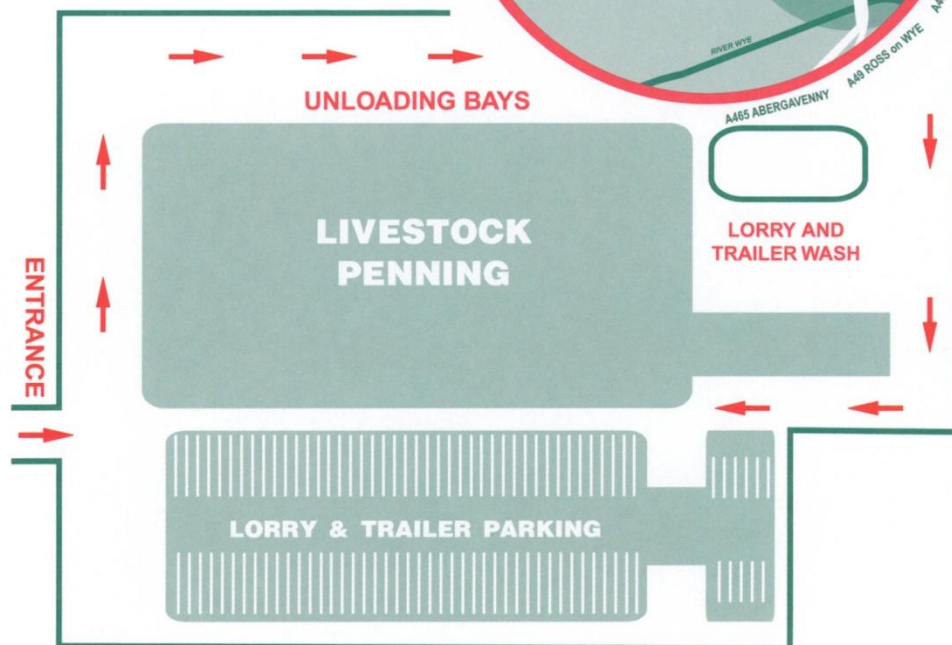 RIVER WYE
A49 ROSS on WYE
A465 ABERGAVENNY
UNLOADING BAYS
LIVESTOCK
PENNING
LORRY AND
TRAILER WASH
ENTRANCE
LORRY & TRAILER PARKING